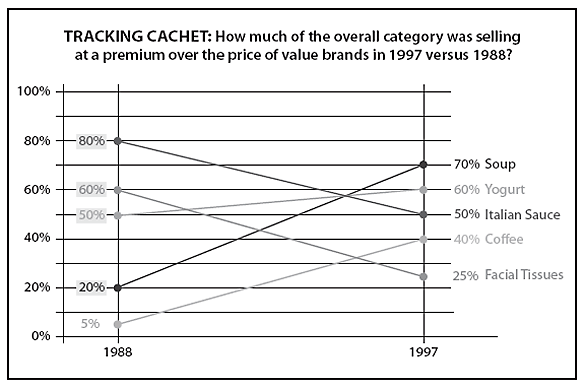 TRACKING CACHET: How much of the overall category was selling
at a premium over the price of value brands in 1997 versus 1988?
100%
80% 80%
70% Soup
60% 60% 60% Yogurt
50% 50% Italian Sauce
40% 40% Coffee
25% Facial Tissues
20% 20%
5%
0%
1988 1997